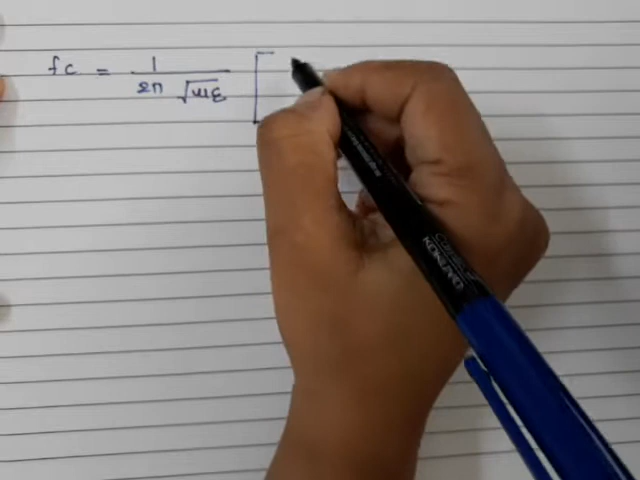 fc = 1/2π √με [